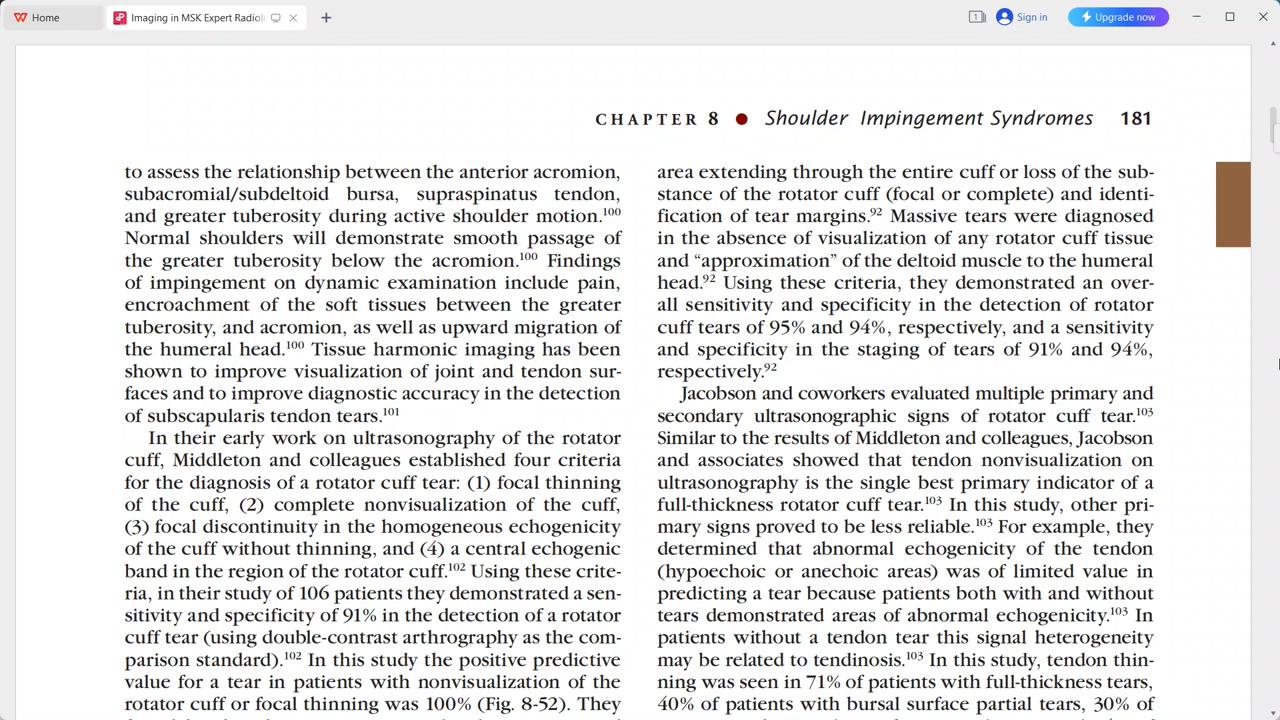 Home
Imaging in MSK Expert Radiol
Sign in
Upgrade now
CHAPTER 8 ● Shoulder Impingement Syndromes 181
to assess the relationship between the anterior acromion,
subacromial/subdeltoid bursa, supraspinatus tendon,
and greater tuberosity during active shoulder motion.100
Normal shoulders will demonstrate smooth passage of
the greater tuberosity below the acromion.100 Findings
of impingement on dynamic examination include pain,
encroachment of the soft tissues between the greater
tuberosity, and acromion, as well as upward migration of
the humeral head.100 Tissue harmonic imaging has been
shown to improve visualization of joint and tendon sur-
faces and to improve diagnostic accuracy in the detection
of subscapularis tendon tears.101
In their early work on ultrasonography of the rotator
cuff, Middleton and colleagues established four criteria
for the diagnosis of a rotator cuff tear: (1) focal thinning
of the cuff, (2) complete nonvisualization of the cuff,
(3) focal discontinuity in the homogeneous echogenicity
of the cuff without thinning, and (4) a central echogenic
band in the region of the rotator cuff.102 Using these crite-
ria, in their study of 106 patients they demonstrated a sen-
sitivity and specificity of 91% in the detection of a rotator
cuff tear (using double-contrast arthrography as the com-
parison standard).102 In this study the positive predictive
value for a tear in patients with nonvisualization of the
rotator cuff or focal thinning was 100% (Fig. 8-52). They
area extending through the entire cuff or loss of the sub-
stance of the rotator cuff (focal or complete) and identi-
fication of tear margins.92 Massive tears were diagnosed
in the absence of visualization of any rotator cuff tissue
and “approximation” of the deltoid muscle to the humeral
head.92 Using these criteria, they demonstrated an over-
all sensitivity and specificity in the detection of rotator
cuff tears of 95% and 94%, respectively, and a sensitivity
and specificity in the staging of tears of 91% and 94%,
respectively.92
Jacobson and coworkers evaluated multiple primary and
secondary ultrasonographic signs of rotator cuff tear.103
Similar to the results of Middleton and colleagues, Jacobson
and associates showed that tendon nonvisualization on
ultrasonography is the single best primary indicator of a
full-thickness rotator cuff tear.103 In this study, other pri-
mary signs proved to be less reliable.103 For example, they
determined that abnormal echogenicity of the tendon
(hypoechoic or anechoic areas) was of limited value in
predicting a tear because patients both with and without
tears demonstrated areas of abnormal echogenicity.103 In
patients without a tendon tear this signal heterogeneity
may be related to tendinosis.103 In this study, tendon thin-
ning was seen in 71% of patients with full-thickness tears,
40% of patients with bursal surface partial tears, 30% of